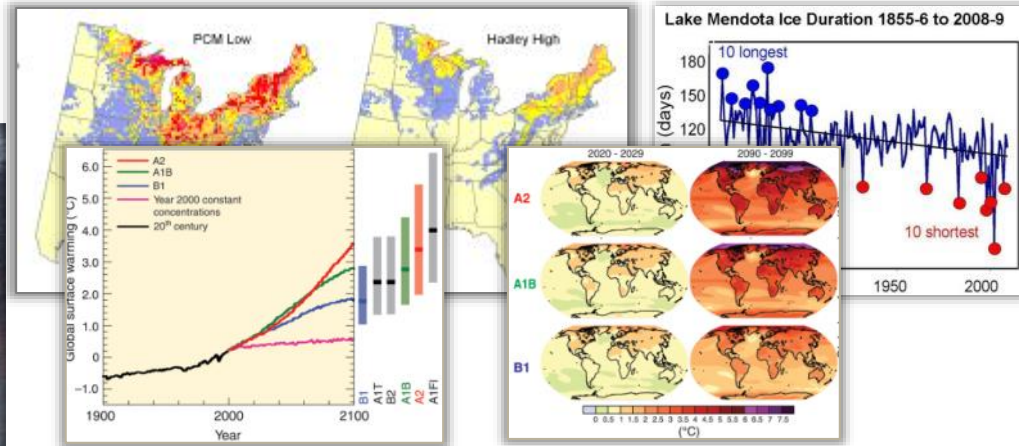 PCM Low
Hadley High
Lake Mendota Ice Duration 1855-6 to 2008-9
10 longest
180
150
120
(days)
10 shortest
1950
2000
6.0
5.0
4.0
3.0
2.0
1.0
0
−1.0
Global surface warming (°C)
A2
A1B
B1
Year 2000 constant
concentrations
20th century
1900
2000
2100
Year
B1
A1T
B2
A1B
A2
A1FI
2020 - 2029
2090 - 2099
A2
A1B
B1
0 0.5 1 1.5 2 2.5 3 3.5 4 4.5 5 5.5 6 6.5 7 7.5
(°C)